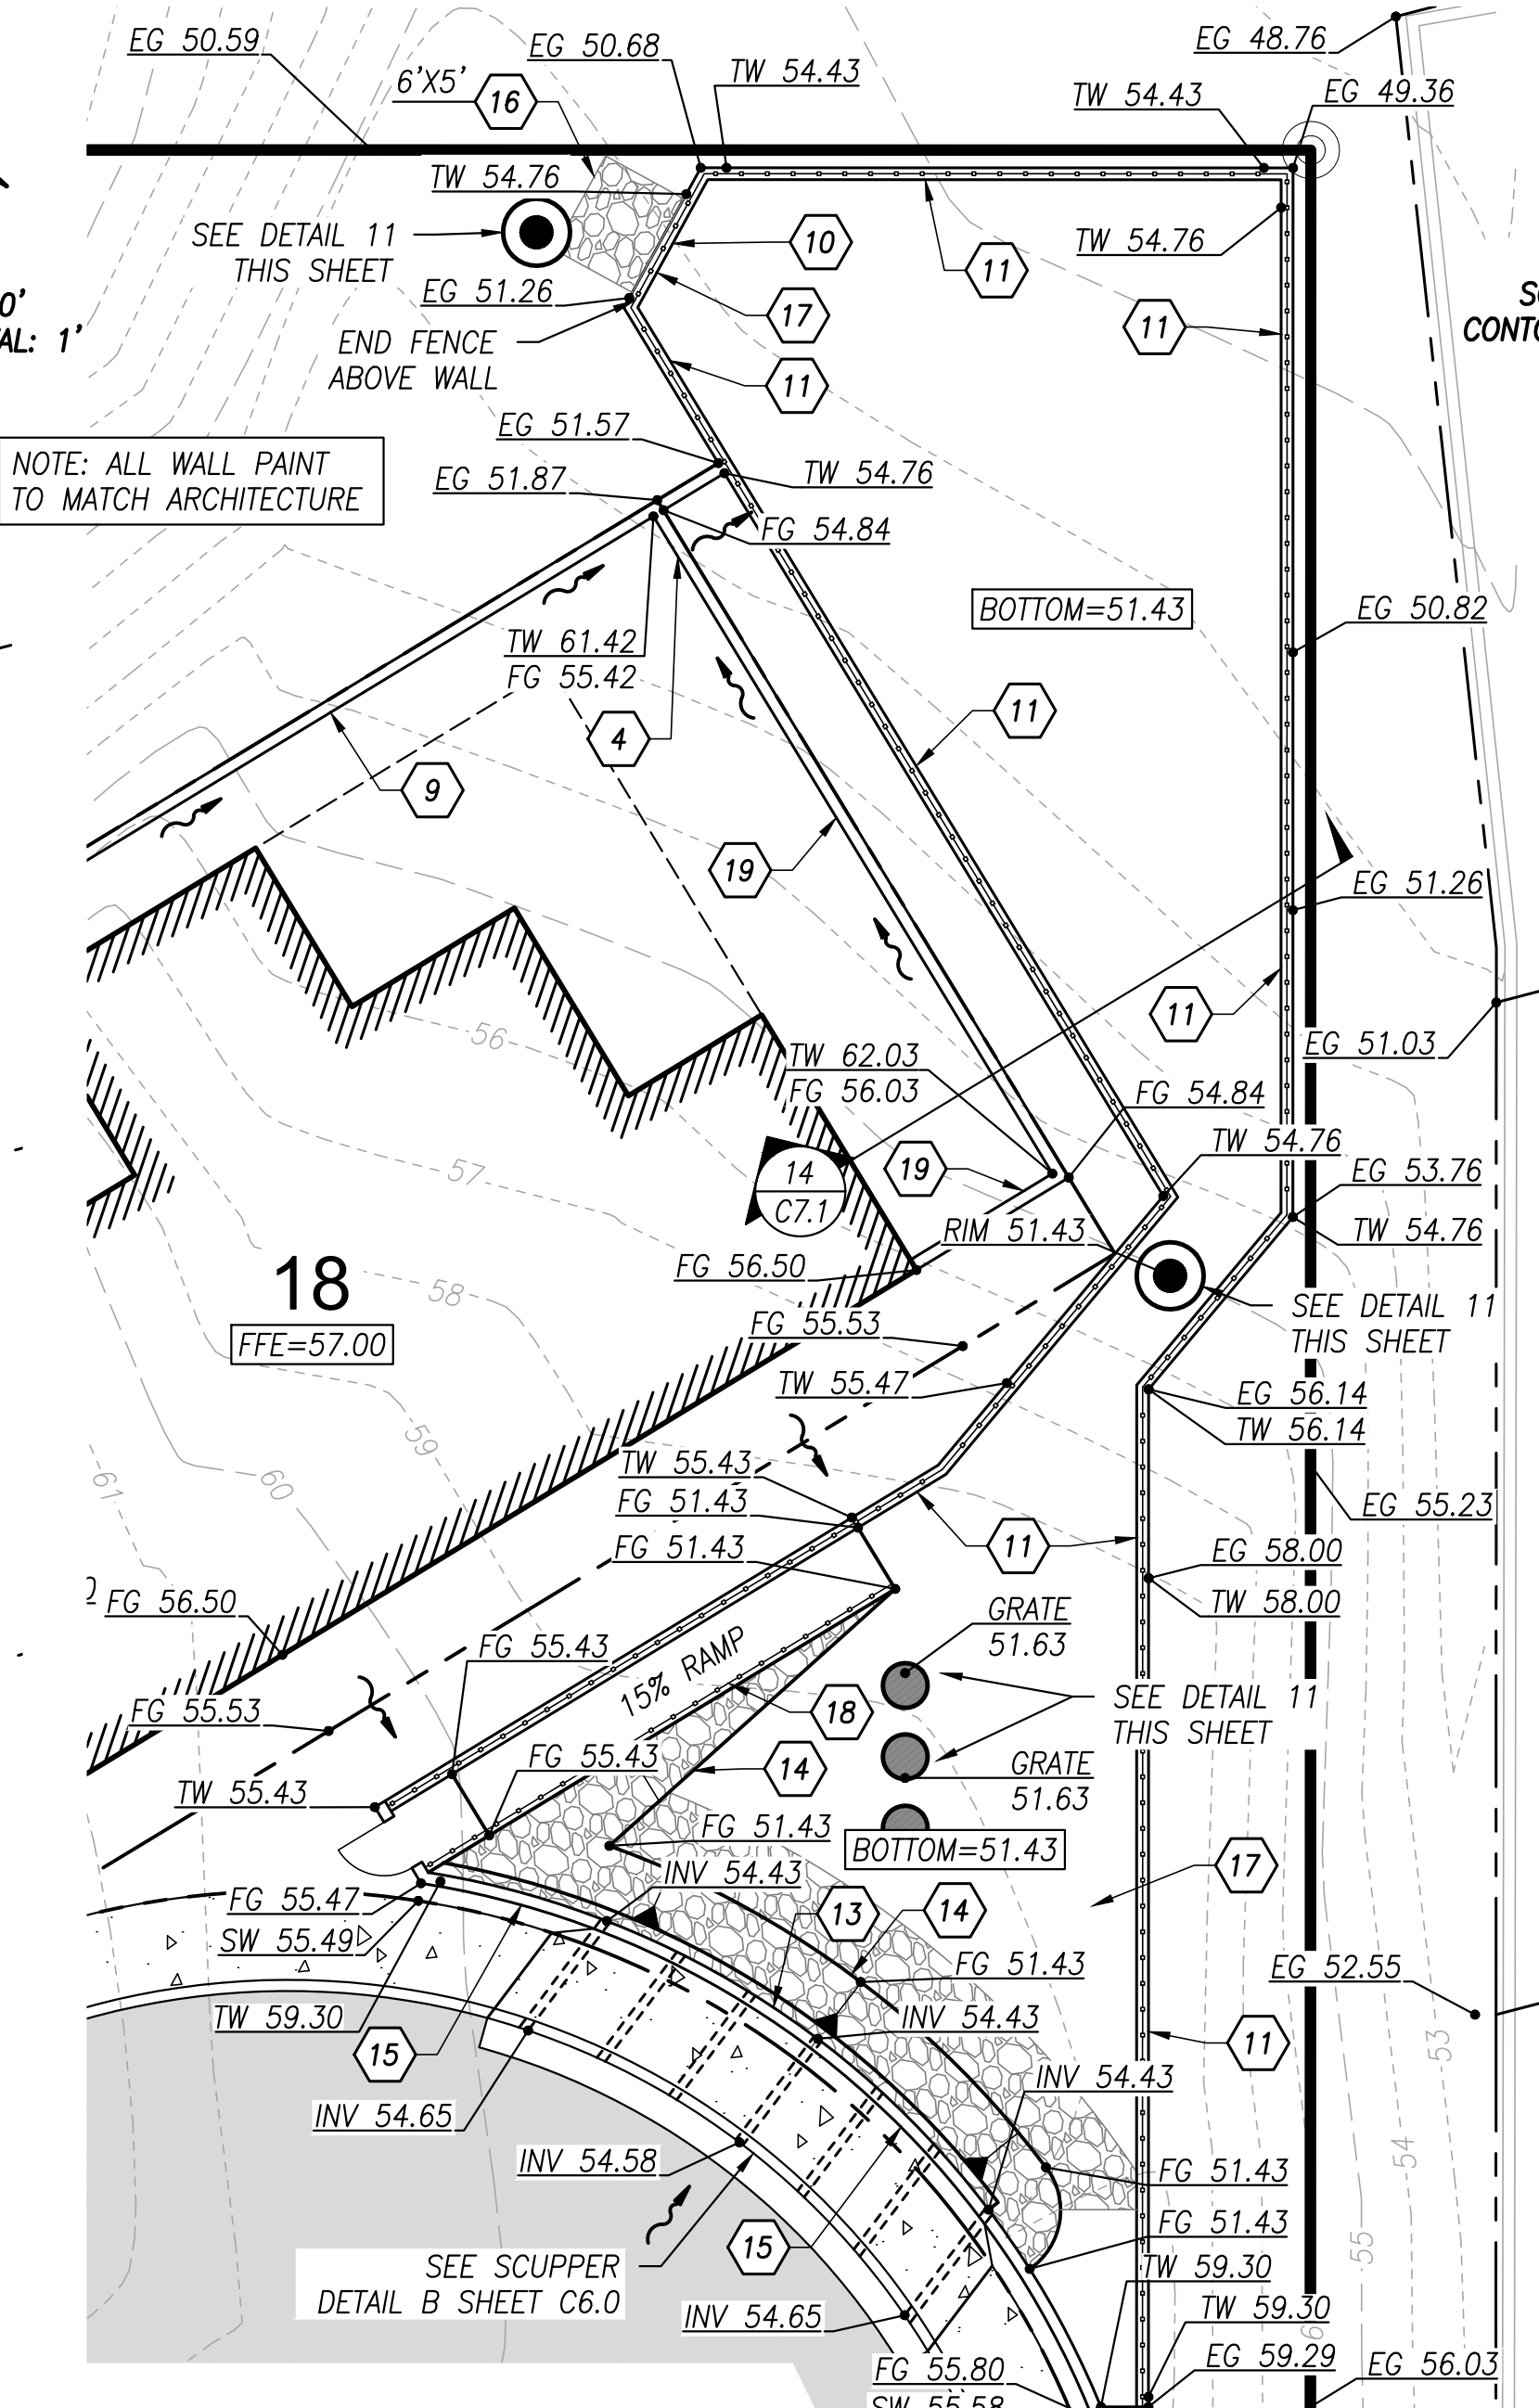 EG 50.59
EG 50.68
EG 48.76
6'X5'
16
TW 54.43
TW 54.43
EG 49.36
TW 54.76
SEE DETAIL 11
THIS SHEET
10
TW 54.76
11
EG 51.26
17
11
END FENCE
ABOVE WALL
11
0'
AL: 1'
CONTO
EG 51.57
NOTE: ALL WALL PAINT
TO MATCH ARCHITECTURE
EG 51.87
TW 54.76
FG 54.84
BOTTOM=51.43
EG 50.82
TW 61.42
FG 55.42
4
11
9
19
EG 51.26
11
56
EG 51.03
TW 62.03
FG 56.03
FG 54.84
57
14
C7.1
19
TW 54.76
EG 53.76
RIM 51.43
TW 54.76
FG 56.50
18
58
FFE=57.00
SEE DETAIL 11
THIS SHEET
FG 55.53
TW 55.47
EG 56.14
TW 56.14
59
60
61
TW 55.43
FG 51.43
EG 55.23
FG 51.43
11
EG 58.00
FG 56.50
TW 58.00
GRATE
51.63
FG 55.43
15% RAMP
SEE DETAIL 11
THIS SHEET
FG 55.53
18
FG 55.43
14
GRATE
51.63
TW 55.43
FG 51.43
BOTTOM=51.43
INV 54.43
17
FG 55.47
13
14
SW 55.49
FG 51.43
EG 52.55
TW 59.30
INV 54.43
15
11
53
INV 54.43
INV 54.65
54
INV 54.58
FG 51.43
FG 51.43
55
15
SEE SCUPPER
DETAIL B SHEET C6.0
TW 59.30
TW 59.30
INV 54.65
EG 59.29
EG 56.03
FG 55.80
SW 55.58